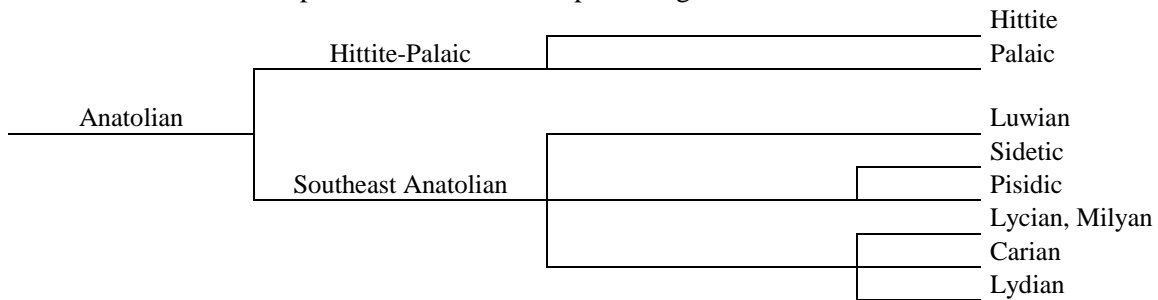 Hittite
Hittite-Palaic
Palaic
Anatolian
Luwian
Sidetic
Southeast Anatolian
Pisidic
Lycian, Milyan
Carian
Lydian